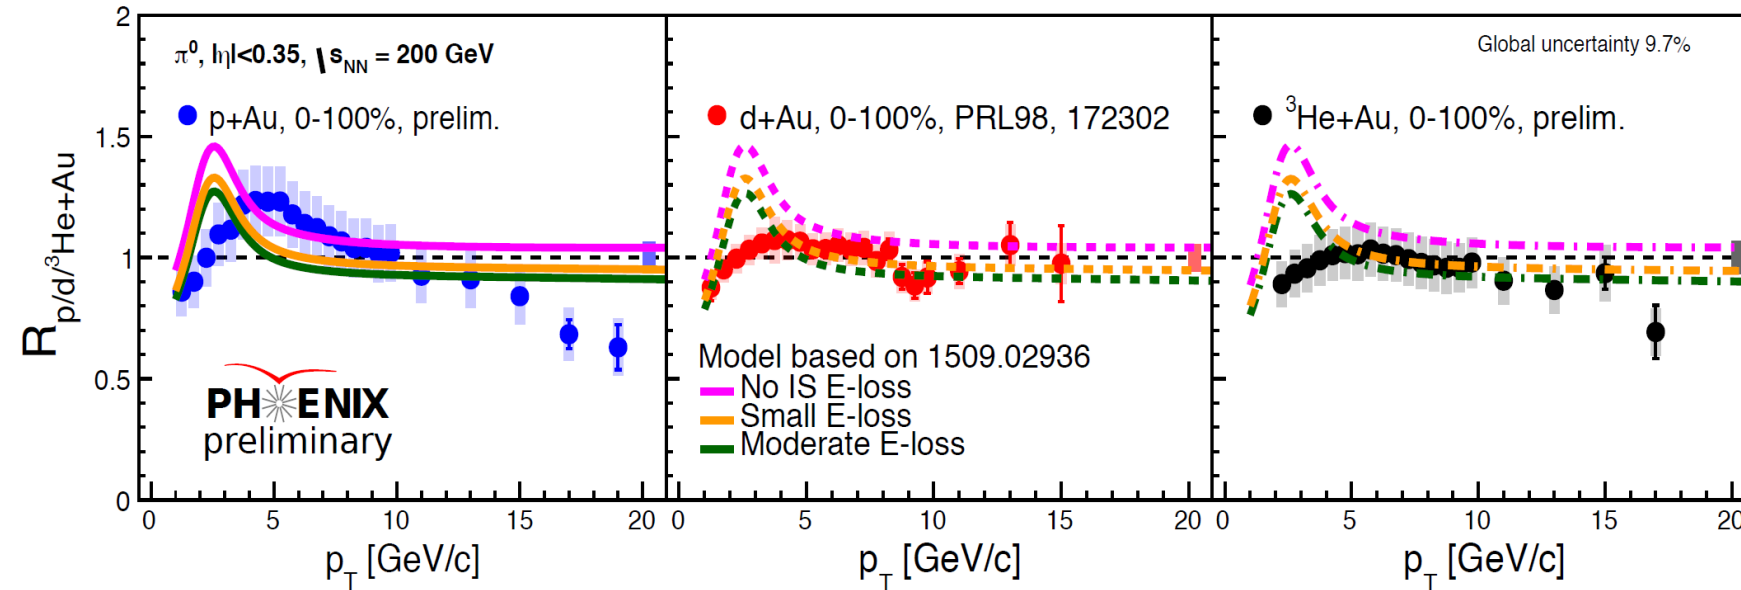 2
1.5
1
0.5
0
R p/d/³He+Au
π⁰, |η|<0.35, √s_NN = 200 GeV
p+Au, 0-100%, prelim.
PHENIX
preliminary
0 5 10 15 20
p_T [GeV/c]
d+Au, 0-100%, PRL98, 172302
Model based on 1509.02936
No IS E-loss
Small E-loss
Moderate E-loss
0 5 10 15 20
p_T [GeV/c]
Global uncertainty 9.7%
³He+Au, 0-100%, prelim.
0 5 10 15 20
p_T [GeV/c]